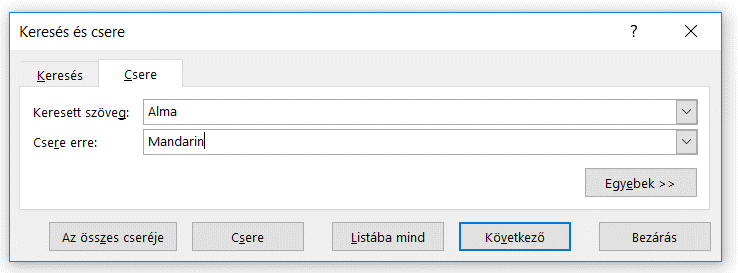 Keresés és csere ?
Keresés Csere
Keresett szöveg: Alma
Csere erre: Mandarin
Egyebek >>
Az összes cseréje Csere Listába mind Következő Bezárás